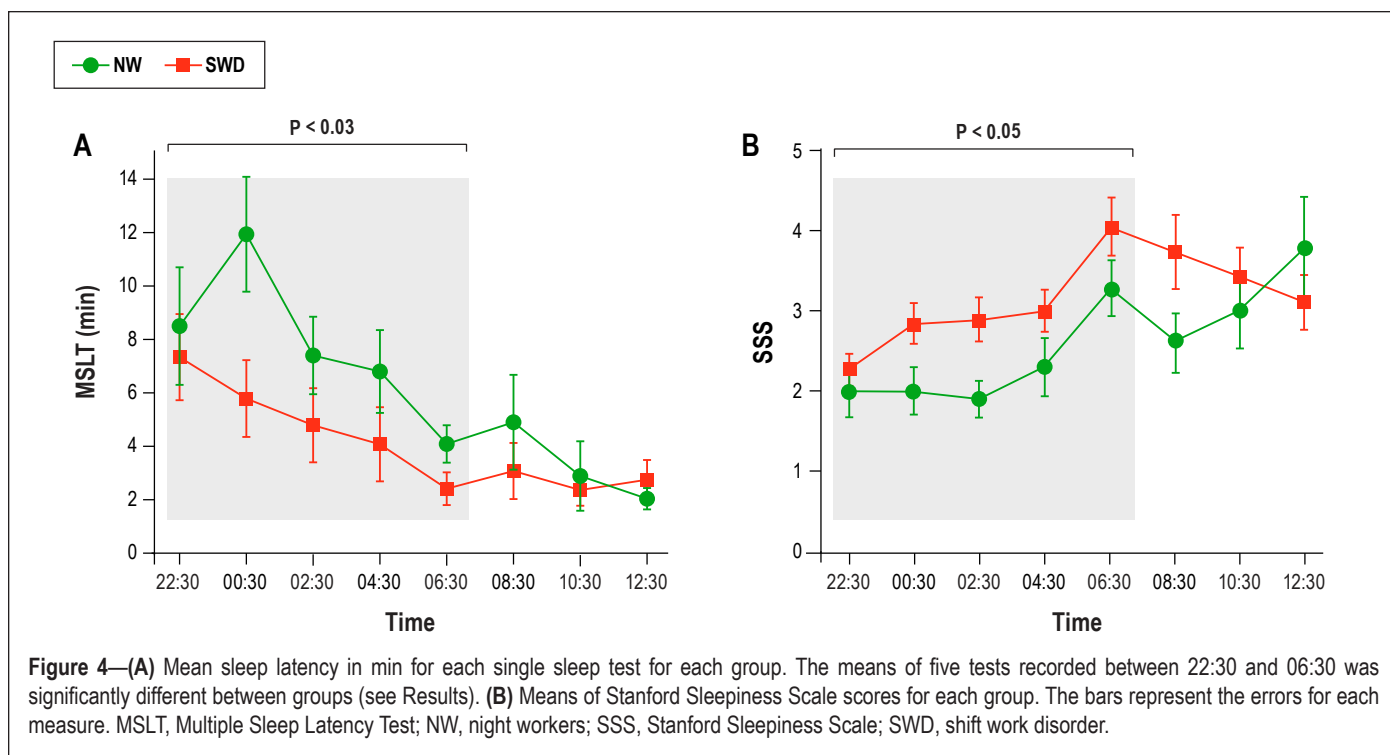 NW SWD
A
P < 0.03
MSLT (min)
14
12
10
8
6
4
2
0
22:30 00:30 02:30 04:30 06:30 08:30 10:30 12:30
Time
B
P < 0.05
SSS
5
4
3
2
1
0
22:30 00:30 02:30 04:30 06:30 08:30 10:30 12:30
Time
Figure 4—(A) Mean sleep latency in min for each single sleep test for each group. The means of five tests recorded between 22:30 and 06:30 was
significantly different between groups (see Results). (B) Means of Stanford Sleepiness Scale scores for each group. The bars represent the errors for each
measure. MSLT, Multiple Sleep Latency Test; NW, night workers; SSS, Stanford Sleepiness Scale; SWD, shift work disorder.